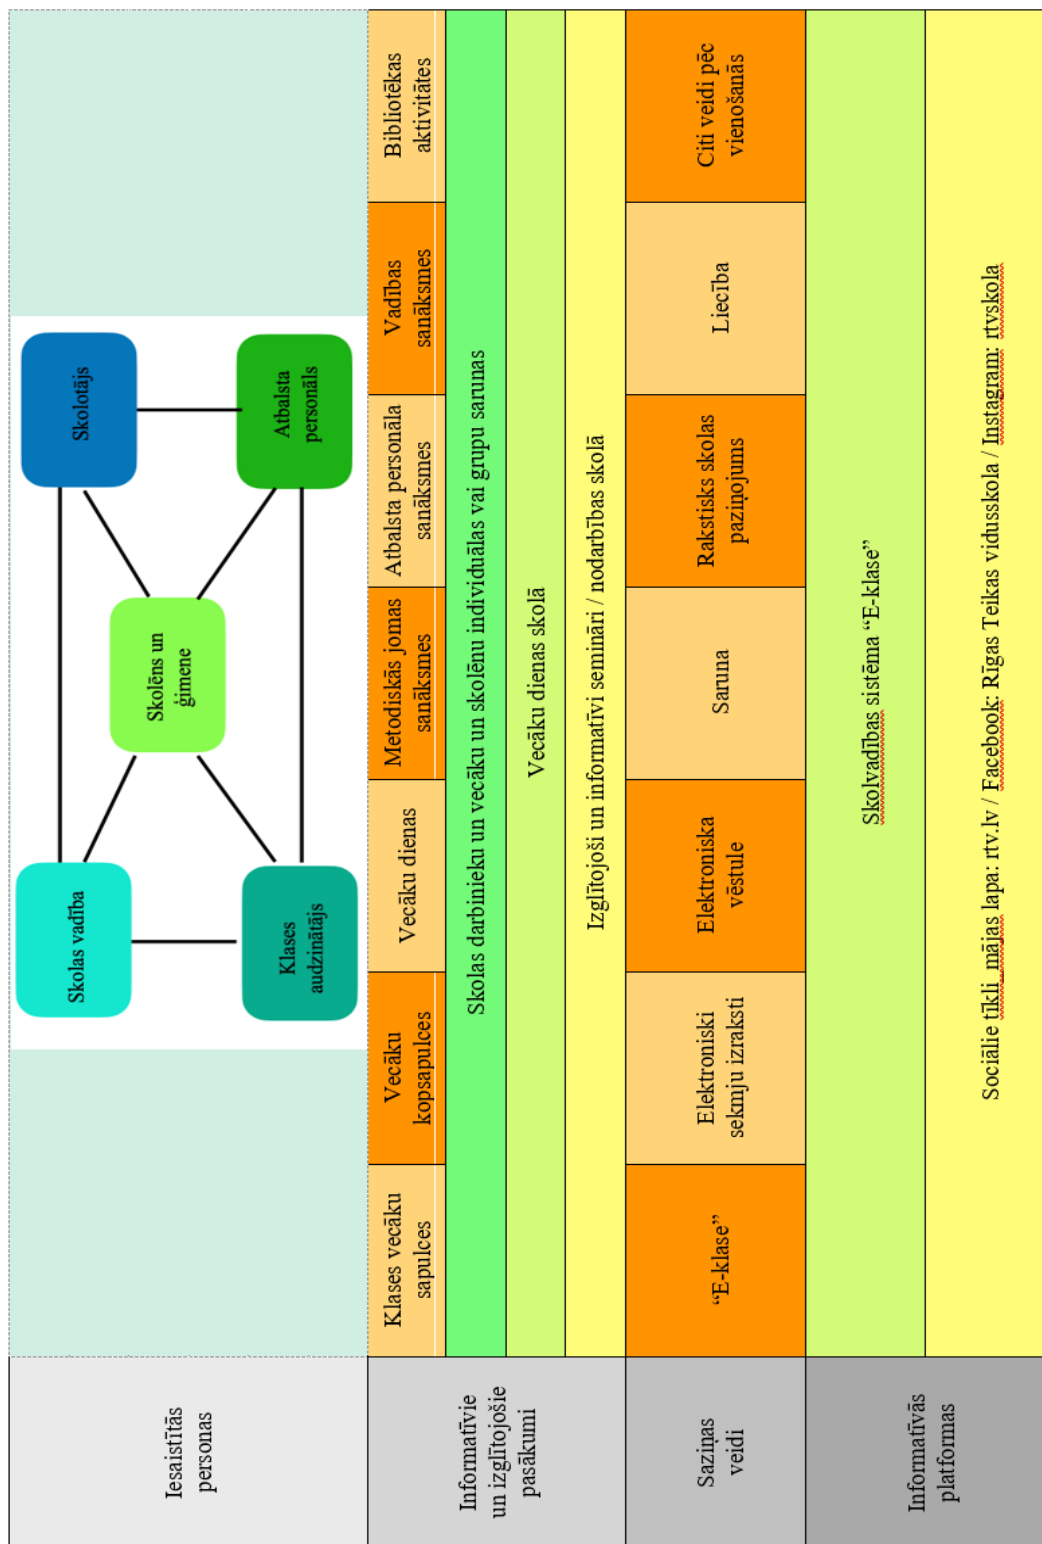 Iesaistītās
personas
Skolas vadība
Skolotājs
Skolēns un
ģimene
Klases
audzinātājs
Atbalsta
personāls
Informatīvie
un izglītojošie
pasākumi
Klases vecāku
sapulces
Vecāku
kopsapulces
Vecāku dienas
Metodiskās jomas
sanāksmes
Atbalsta personāla
sanāksmes
Vadības
sanāksmes
Bibliotēkas
aktivitātes
Skolas darbinieku un vecāku un skolēnu individuālas vai grupu sarunas
Vecāku dienas skolā
Izglītojoši un informatīvi semināri / nodarbības skolā
Saziņas
veidi
“E-klase”
Elektroniski
sekmju izraksti
Elektroniska
vēstule
Saruna
Rakstisks skolas
paziņojums
Liecība
Citi veidi pēc
vienošanās
Informatīvās
platformas
Skolvadības sistēma “E-klase”
Sociālie tīkli mājas lapa: rtv.lv / Facebook: Rīgas Teikas vidusskola / Instagram: rtvskola